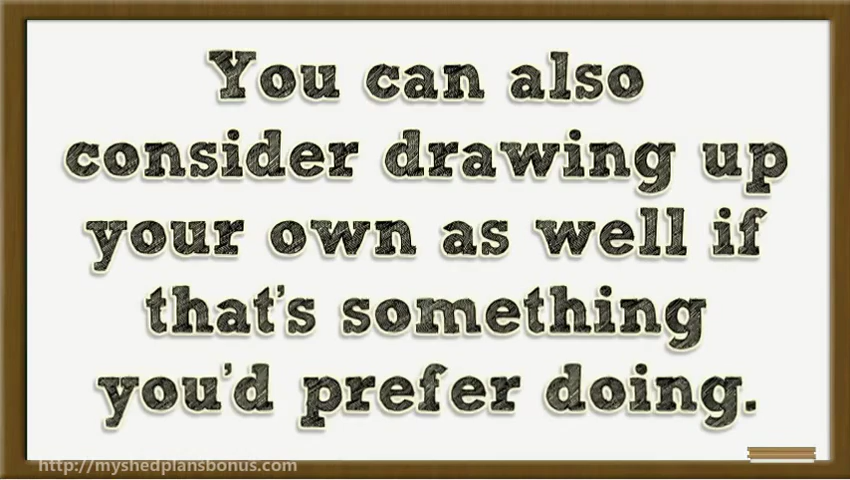 You can also
consider drawing up
your own as well if
that's something
you'd prefer doing.
http://myshedplansbonus.com